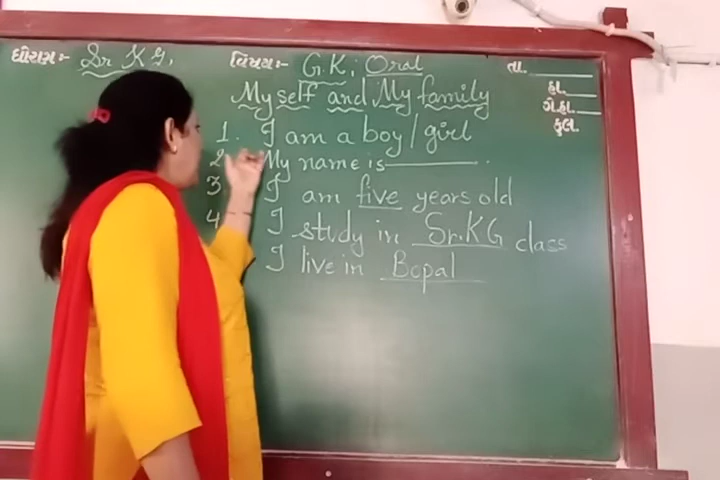 ધોરણ:- Sr KG. વિષય:- G.K; Oral તા.
Myself and My family હા.
ગે.હા.
1. I am a boy/girl કુલ.
2 My name is
3 I am five years old
4 I study in Sr.KG class
I live in Bopal